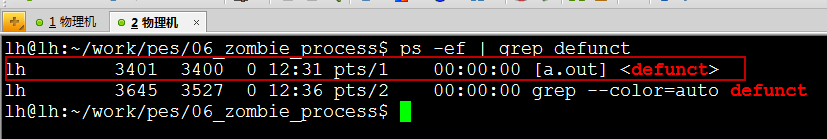 1 物理机 2 物理机 ×
lh@lh:~/work/pes/06_zombie_process$ ps -ef | grep defunct
lh 3401 3400 0 12:31 pts/1 00:00:00 [a.out] <defunct>
lh 3645 3527 0 12:36 pts/2 00:00:00 grep --color=auto defunct
lh@lh:~/work/pes/06_zombie_process$